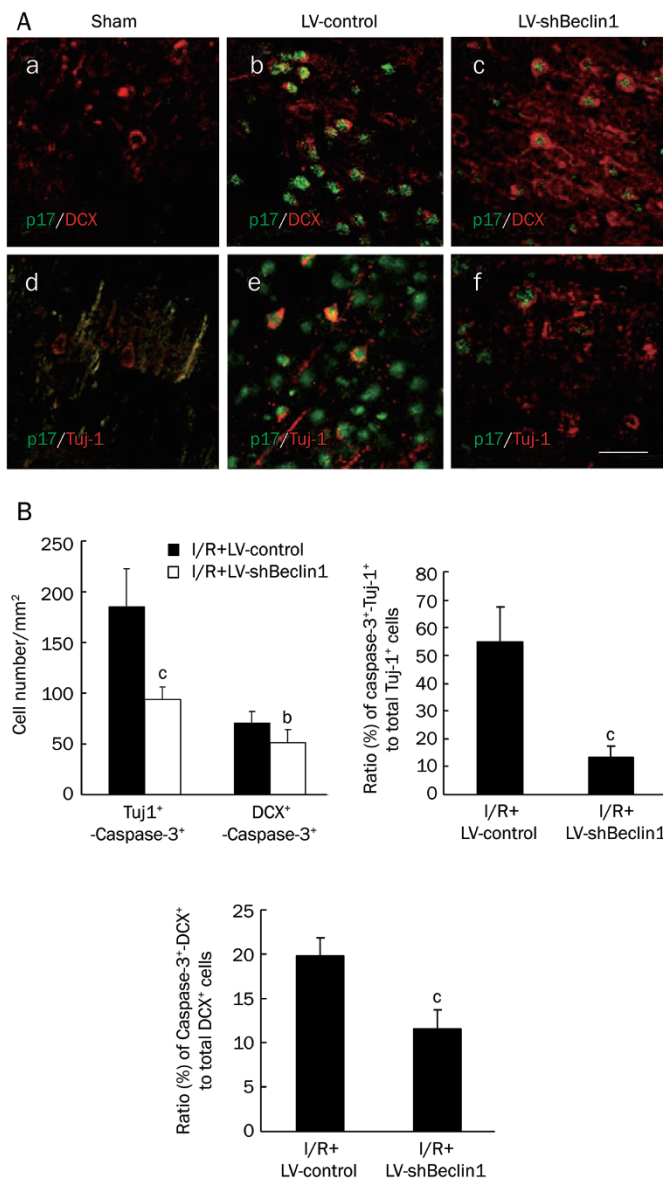 A
Sham LV-control LV-shBeclin1
a b c
p17/DCX p17/DCX p17/DCX
d e f
p17/Tuj-1 p17/Tuj-1 p17/Tuj-1
B
I/R+LV-control
I/R+LV-shBeclin1
Cell number/mm²
250
200
150
100
50
0
c
b
Tuj1⁺
-Caspase-3⁺
DCX⁺
-Caspase-3⁺
Ratio (%) of caspase-3⁺-Tuj-1⁺
to total Tuj-1⁺ cells
80
70
60
50
40
30
20
10
0
c
I/R+
LV-control
I/R+
LV-shBeclin1
Ratio (%) of Caspase-3⁺-DCX⁺
to total DCX⁺ cells
25
20
15
10
5
0
c
I/R+
LV-control
I/R+
LV-shBeclin1